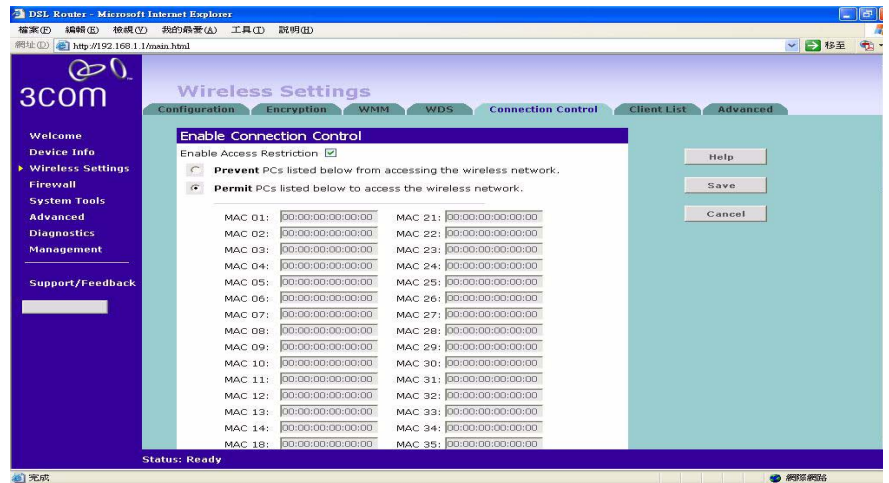 DSL Router - Microsoft Internet Explorer
檔案(F) 編輯(E) 檢視(V) 我的最愛(A) 工具(T) 說明(H)
網址(D) http://192.168.1.1/main.html 移至
3COM
Wireless Settings
Configuration Encryption WMM WDS Connection Control Client List Advanced
Welcome
Device Info
Wireless Settings
Firewall
System Tools
Advanced
Diagnostics
Management
Support/Feedback
Enable Connection Control
Enable Access Restriction
Prevent PCs listed below from accessing the wireless network.
Permit PCs listed below to access the wireless network.
MAC 01: 00:00:00:00:00:00 MAC 21: 00:00:00:00:00:00
MAC 02: 00:00:00:00:00:00 MAC 22: 00:00:00:00:00:00
MAC 03: 00:00:00:00:00:00 MAC 23: 00:00:00:00:00:00
MAC 04: 00:00:00:00:00:00 MAC 24: 00:00:00:00:00:00
MAC 05: 00:00:00:00:00:00 MAC 25: 00:00:00:00:00:00
MAC 06: 00:00:00:00:00:00 MAC 26: 00:00:00:00:00:00
MAC 07: 00:00:00:00:00:00 MAC 27: 00:00:00:00:00:00
MAC 08: 00:00:00:00:00:00 MAC 28: 00:00:00:00:00:00
MAC 09: 00:00:00:00:00:00 MAC 29: 00:00:00:00:00:00
MAC 10: 00:00:00:00:00:00 MAC 30: 00:00:00:00:00:00
MAC 11: 00:00:00:00:00:00 MAC 31: 00:00:00:00:00:00
MAC 12: 00:00:00:00:00:00 MAC 32: 00:00:00:00:00:00
MAC 13: 00:00:00:00:00:00 MAC 33: 00:00:00:00:00:00
MAC 14: 00:00:00:00:00:00 MAC 34: 00:00:00:00:00:00
MAC 18: 00:00:00:00:00:00 MAC 35: 00:00:00:00:00:00
Help
Save
Cancel
Status: Ready
完成 網際網路